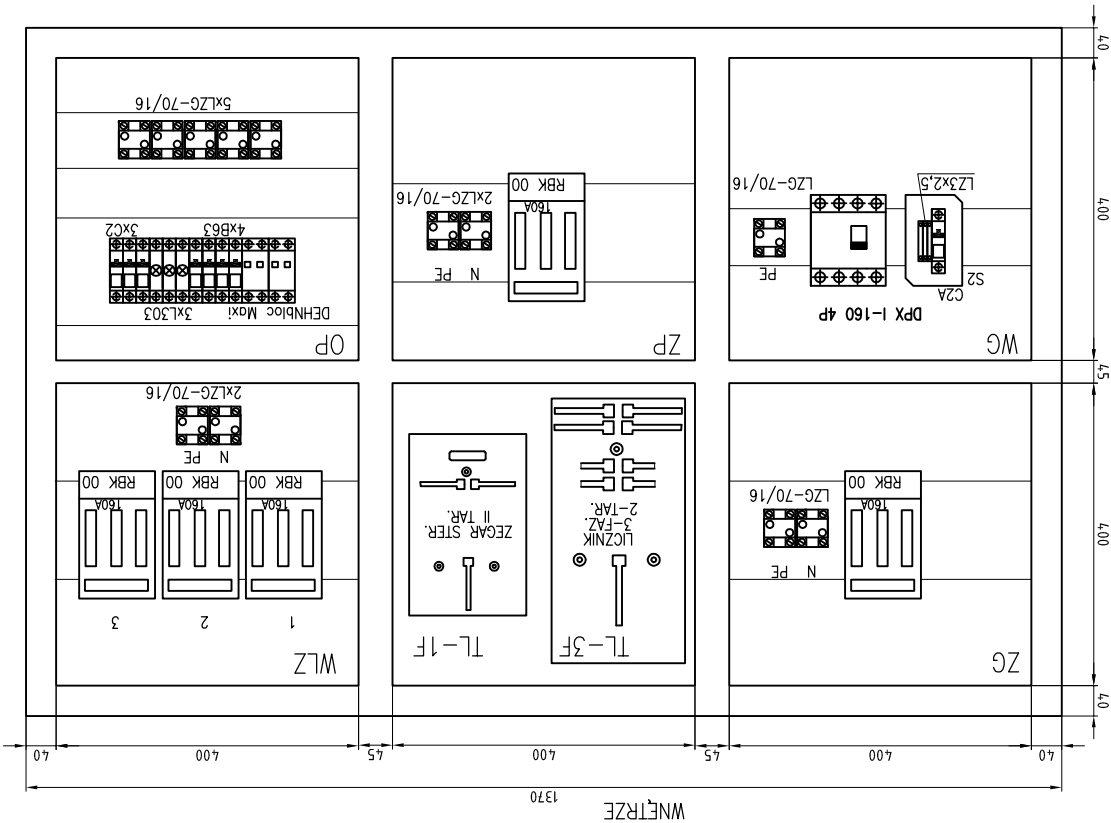 WNĘTRZE
1370
40 400 45 400 45 400 40
40
400
45
400
40
ZG
N PE
LZG-70/16
160A
RBK 00
TL-3F
LICZNIK
3-FAZ.
2-TAR.
TL-1F
ZEGAR STER.
II TAR.
WLZ
1 2 3
160A
RBK 00
160A
RBK 00
160A
RBK 00
N PE
2xLZG-70/16
WG
DPX I-160 4P
C2A
S2
LZ3x2,5
PE
LZG-70/16
ZP
N PE
2xLZG-70/16
160A
RBK 00
OP
DEHNbloc Maxi
3xL303
4xB63
3xC2
5xLZG-70/16